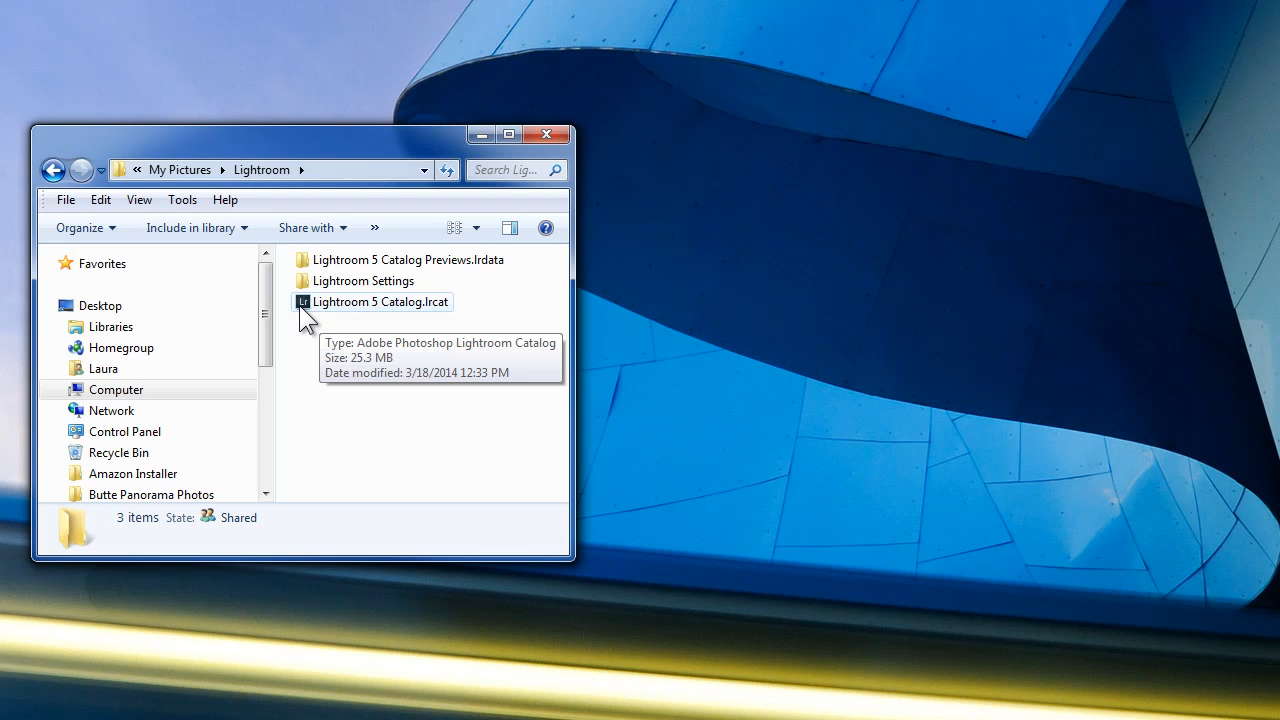 « My Pictures Lightroom
Search Lig...
File Edit View Tools Help
Organize Include in library Share with »
Favorites
Desktop
Libraries
Homegroup
Laura
Computer
Network
Control Panel
Recycle Bin
Amazon Installer
Butte Panorama Photos
Lightroom 5 Catalog Previews.lrdata
Lightroom Settings
Lr Lightroom 5 Catalog.lrcat
Type: Adobe Photoshop Lightroom Catalog
Size: 25.3 MB
Date modified: 3/18/2014 12:33 PM
3 items State: Shared